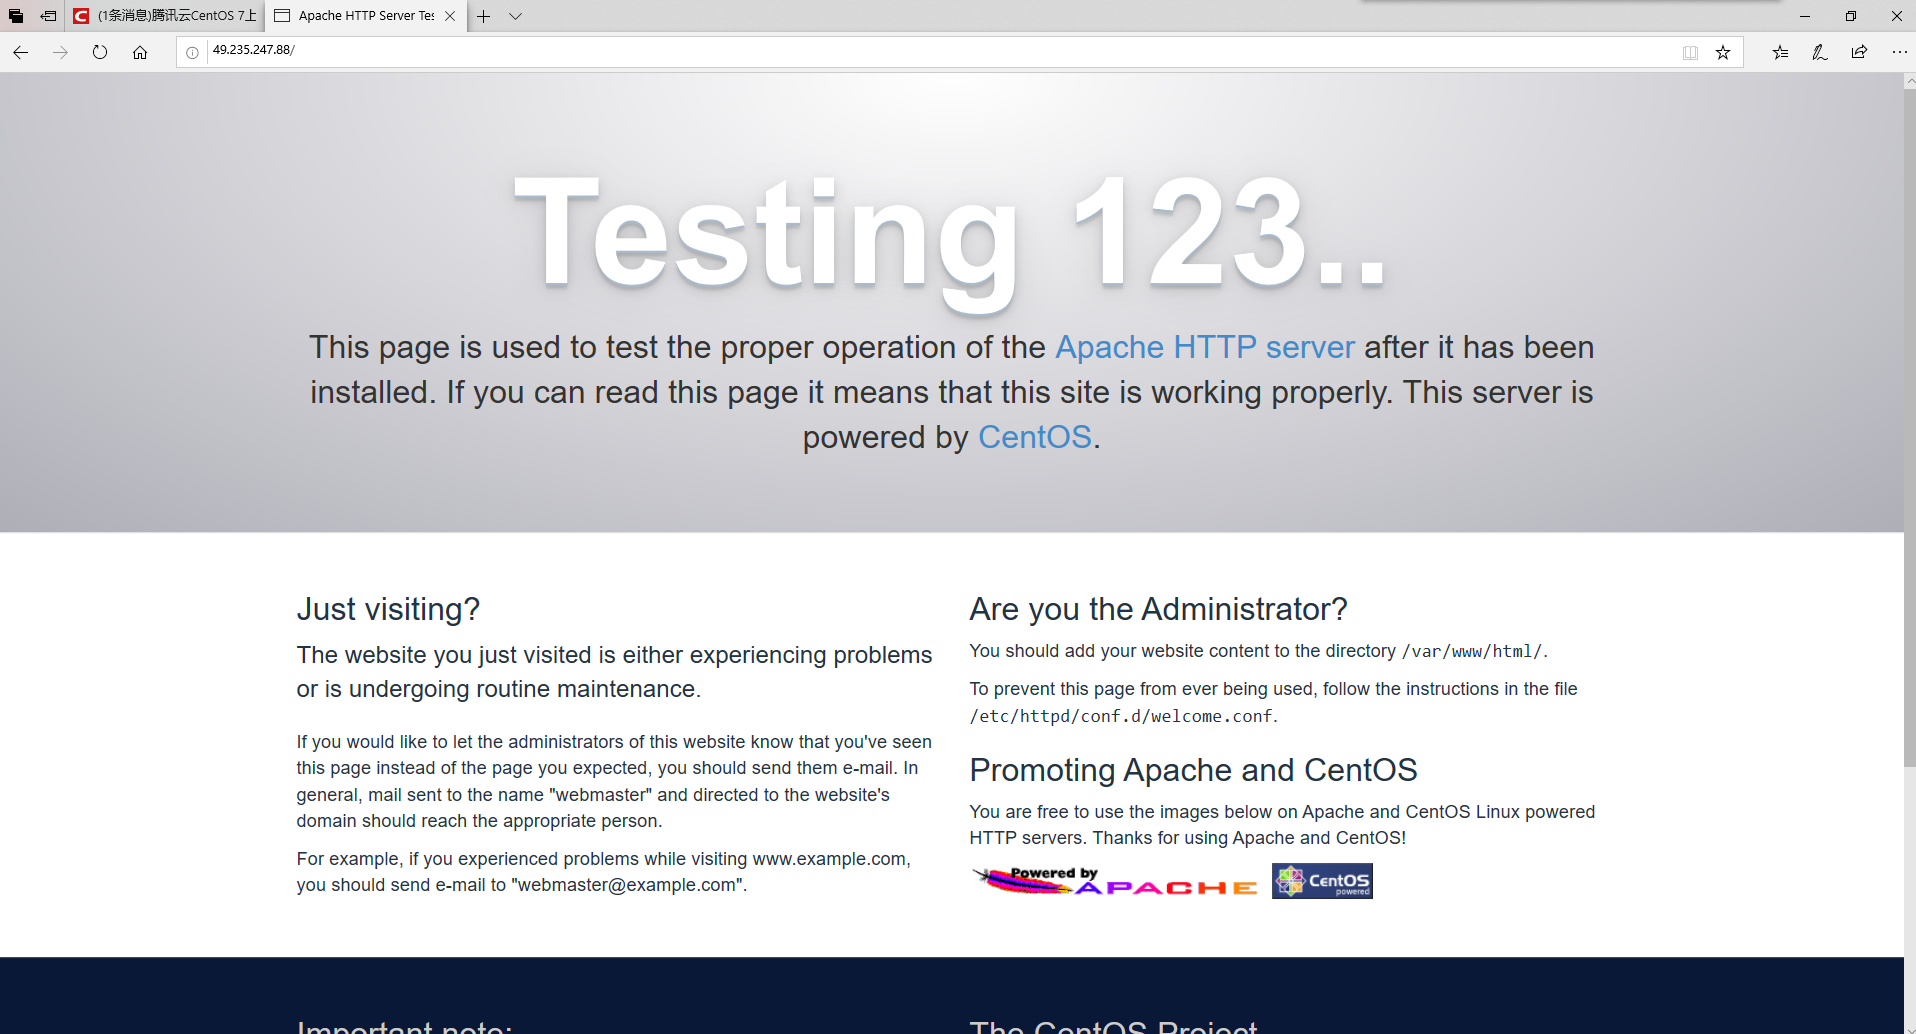 (1条消息)腾讯云CentOS 7上
Apache HTTP Server Tes
49.235.247.88/
Testing 123..
This page is used to test the proper operation of the Apache HTTP server after it has been
installed. If you can read this page it means that this site is working properly. This server is
powered by CentOS.
Just visiting?
The website you just visited is either experiencing problems
or is undergoing routine maintenance.
If you would like to let the administrators of this website know that you've seen
this page instead of the page you expected, you should send them e-mail. In
general, mail sent to the name "webmaster" and directed to the website's
domain should reach the appropriate person.
For example, if you experienced problems while visiting www.example.com,
you should send e-mail to "webmaster@example.com".
Are you the Administrator?
You should add your website content to the directory /var/www/html/.
To prevent this page from ever being used, follow the instructions in the file
/etc/httpd/conf.d/welcome.conf.
Promoting Apache and CentOS
You are free to use the images below on Apache and CentOS Linux powered
HTTP servers. Thanks for using Apache and CentOS!
Powered by
APACHE
CentOS
powered
Important note:
The CentOS Project